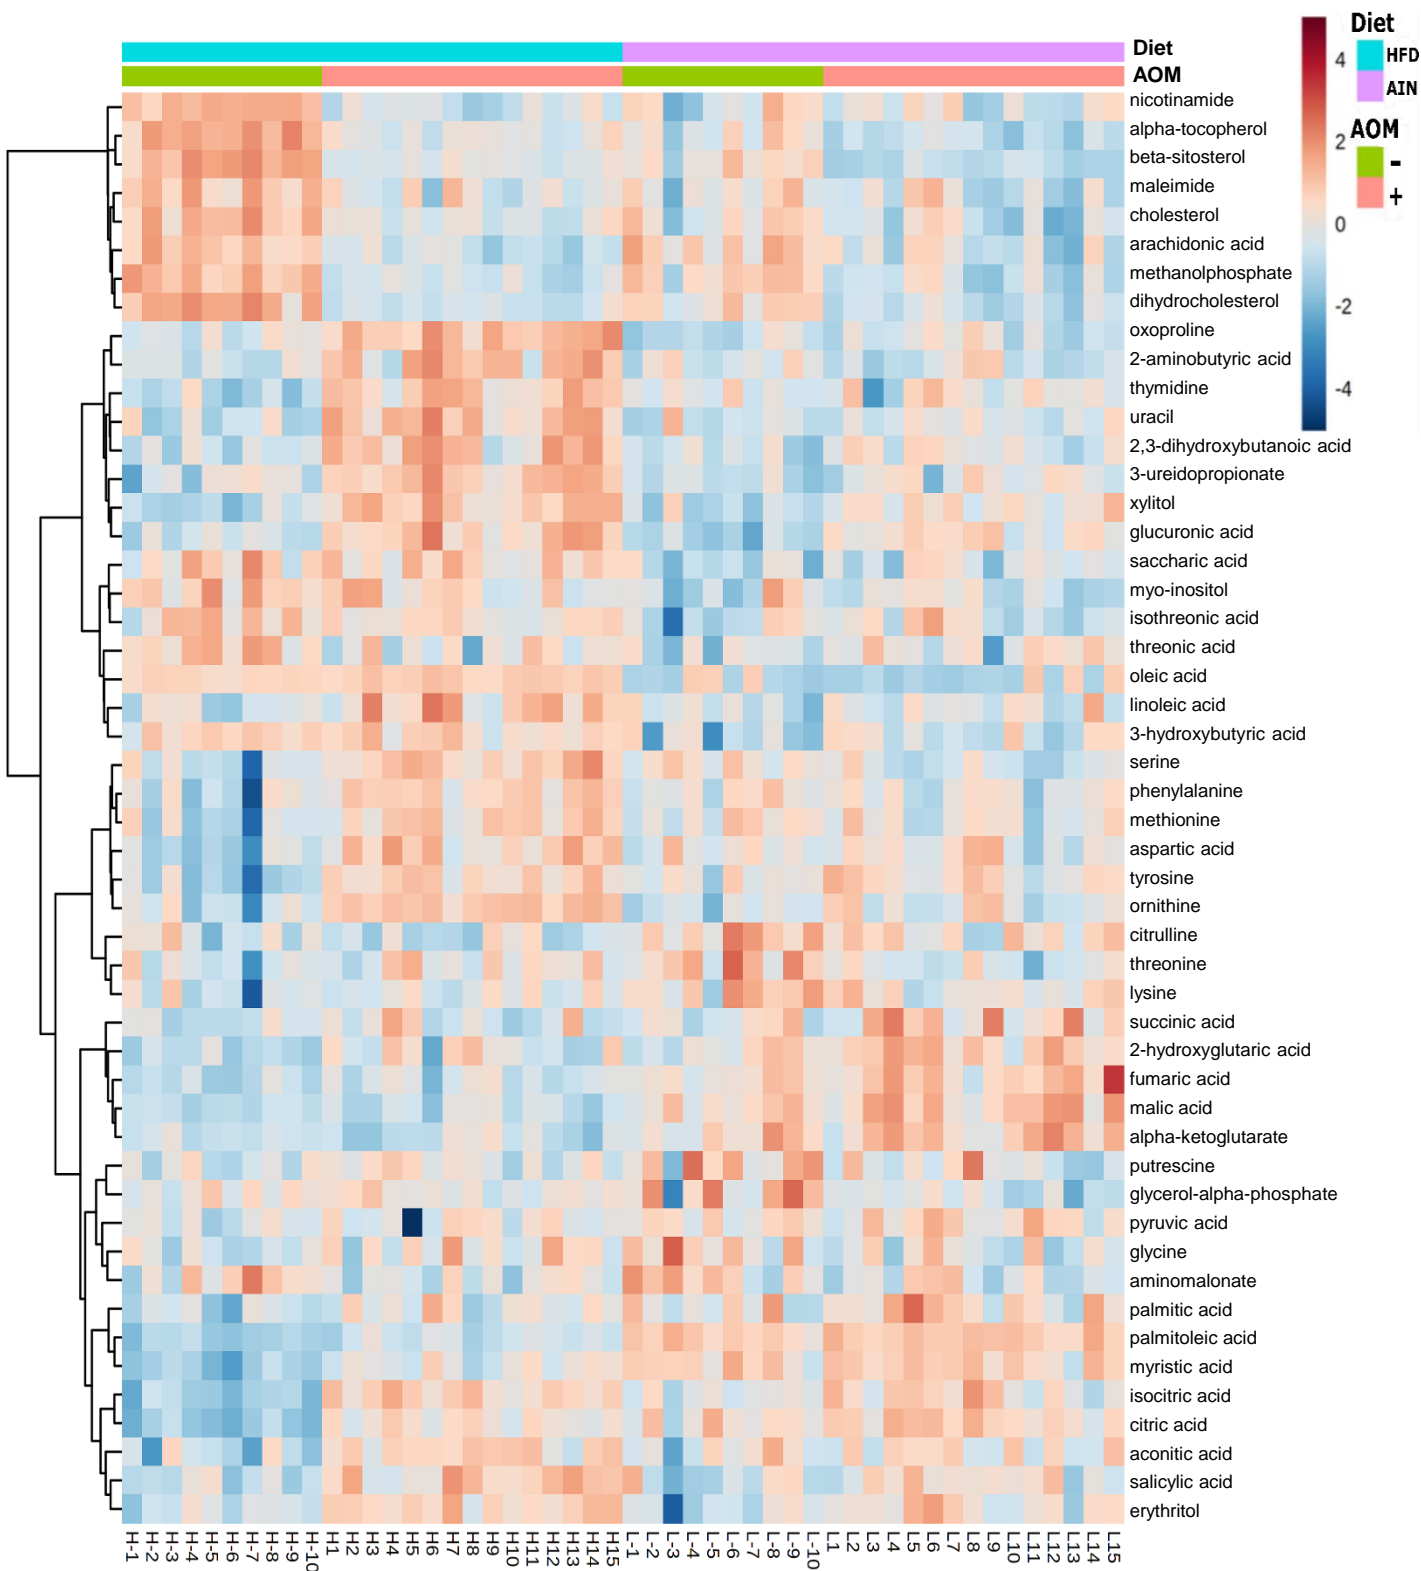 Diet
HFD
AIN
AOM
-
+
4
2
0
-2
-4
Diet
AOM
nicotinamide
alpha-tocopherol
beta-sitosterol
maleimide
cholesterol
arachidonic acid
methanolphosphate
dihydrocholesterol
oxoproline
2-aminobutyric acid
thymidine
uracil
2,3-dihydroxybutanoic acid
3-ureidopropionate
xylitol
glucuronic acid
saccharic acid
myo-inositol
isothreonic acid
threonic acid
oleic acid
linoleic acid
3-hydroxybutyric acid
serine
phenylalanine
methionine
aspartic acid
tyrosine
ornithine
citrulline
threonine
lysine
succinic acid
2-hydroxyglutaric acid
fumaric acid
malic acid
alpha-ketoglutarate
putrescine
glycerol-alpha-phosphate
pyruvic acid
glycine
aminomalonate
palmitic acid
palmitoleic acid
myristic acid
isocitric acid
citric acid
aconitic acid
salicylic acid
erythritol
H-1
H-2
H-3
H-4
H-5
H-6
H-7
H-8
H-9
H-10
H1
H2
H3
H4
H5
H6
H7
H8
H9
H10
H11
H12
H13
H14
H15
L-1
L-2
L-3
L-4
L-5
L-6
L-7
L-8
L-9
L-10
L1
L2
L3
L4
L5
L6
L7
L8
L9
L10
L11
L12
L13
L14
L15